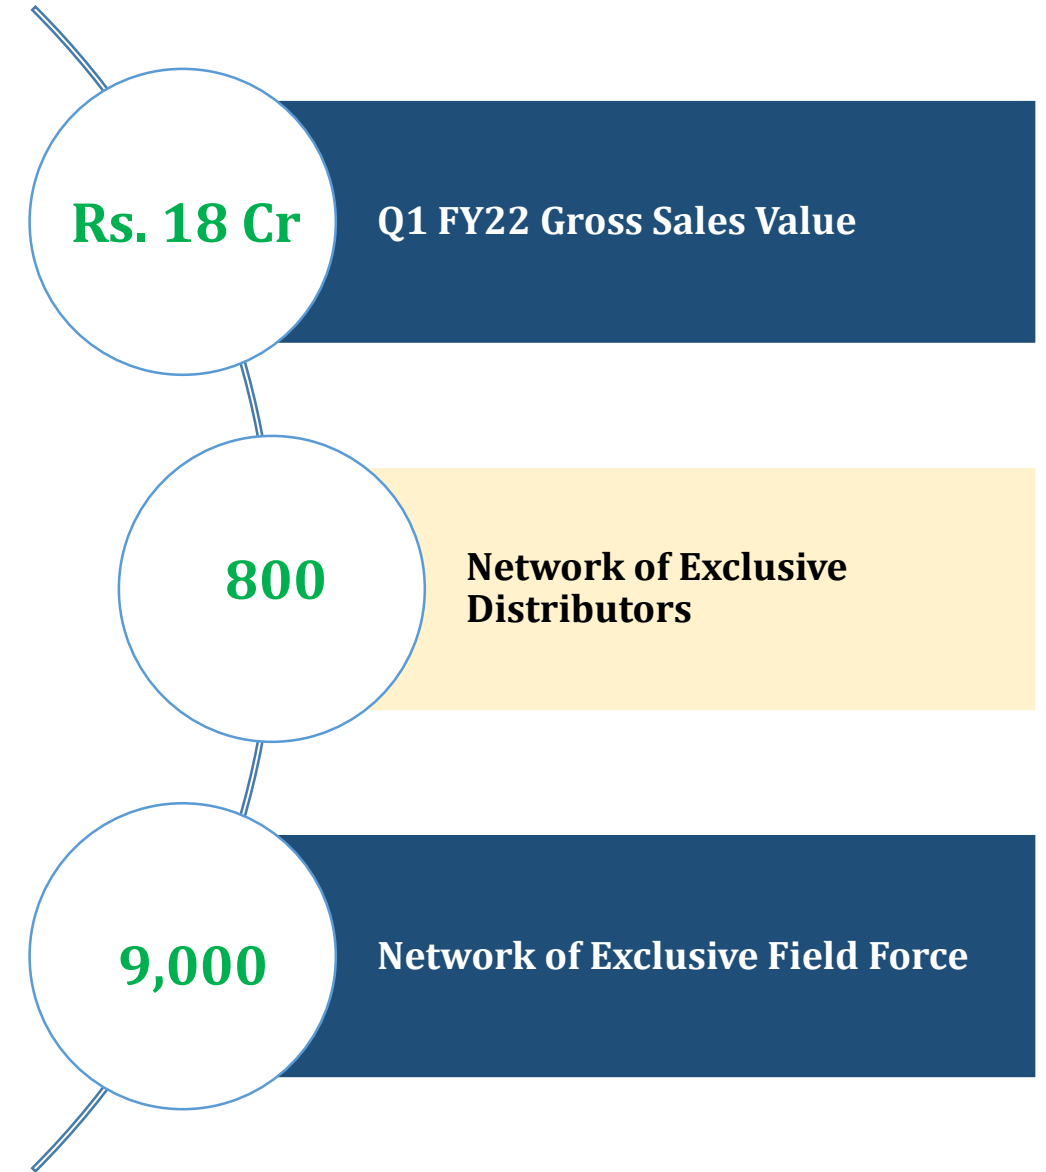 Rs. 18 Cr
Q1 FY22 Gross Sales Value
800
Network of Exclusive
Distributors
9,000
Network of Exclusive Field Force